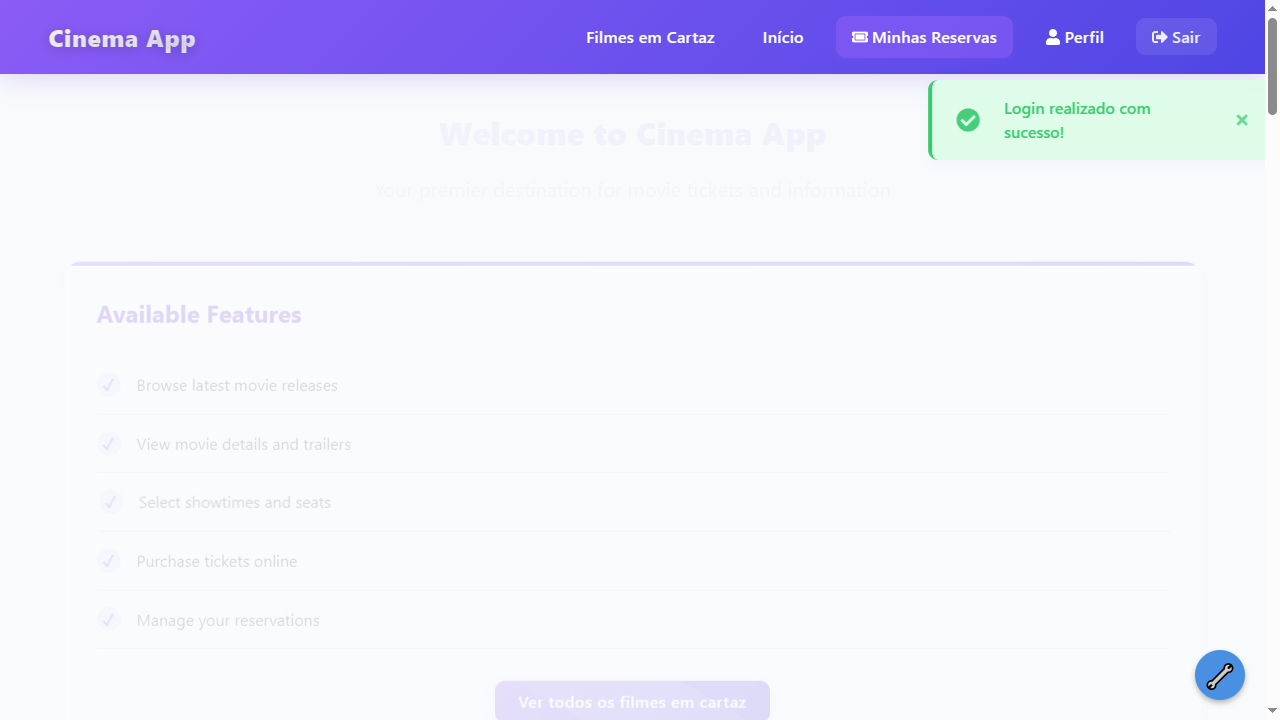 Cinema App
Filmes em Cartaz
Início
Minhas Reservas
Perfil
Sair
Login realizado com
sucesso!
Welcome to Cinema App
Your premier destination for movie tickets and information
Available Features
Browse latest movie releases
View movie details and trailers
Select showtimes and seats
Purchase tickets online
Manage your reservations
Ver todos os filmes em cartaz